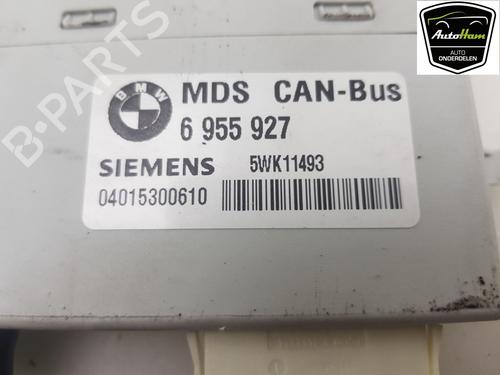 AutoHam
AUTO
ONDERDELEN
BMW
MDS CAN-Bus
6 955 927
SIEMENS 5WK11493
04015300610
B-PARTS